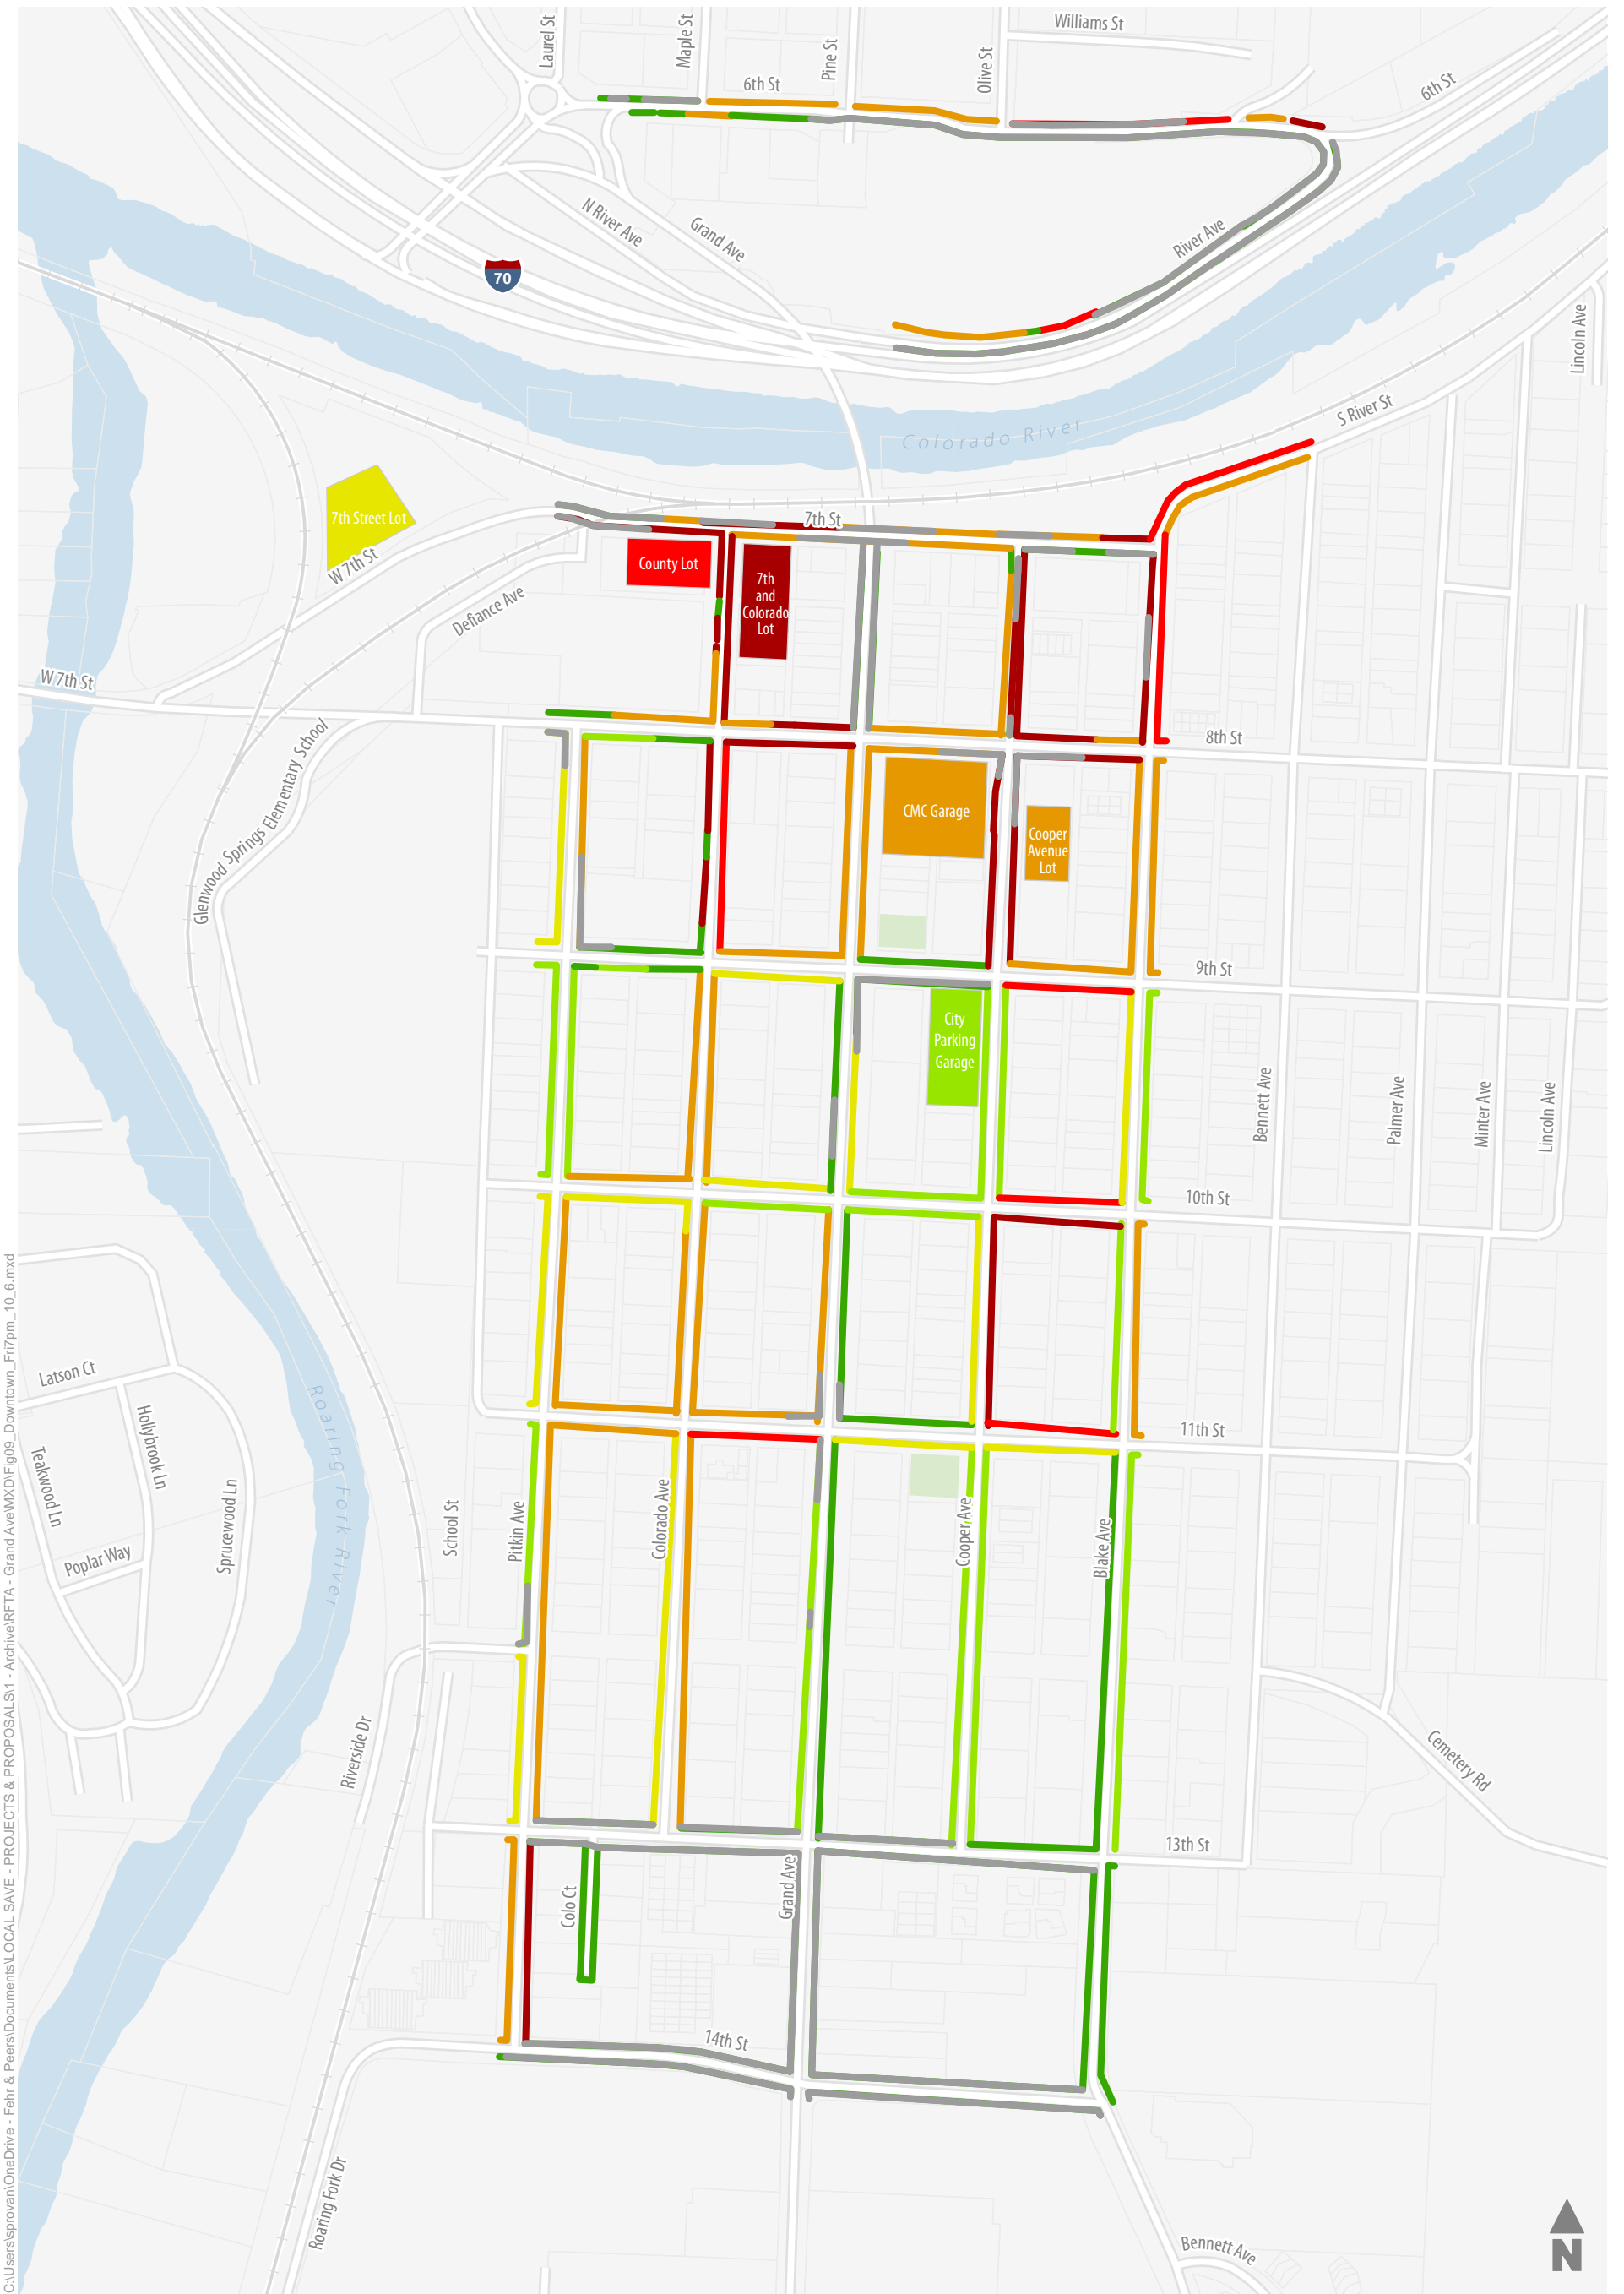 Williams St
Laurel St
Maple St
Pine St
Olive St
6th St
6th St
N River Ave
Grand Ave
River Ave
70
Lincoln Ave
S River St
Colorado River
7th Street Lot
7th St
W 7th St
County Lot
7th
and
Colorado
Lot
Defiance Ave
W 7th St
8th St
Glenwood Springs Elementary School
CMC Garage
Cooper
Avenue
Lot
9th St
City
Parking
Garage
Bennett Ave
Palmer Ave
Minter Ave
Lincoln Ave
10th St
Latson Ct
Hollybrook Ln
Teakwood Ln
Sprucewood Ln
Poplar Way
Roaring Fork River
11th St
School St
Pitkin Ave
Colorado Ave
Cooper Ave
Blake Ave
Riverside Dr
Cemetery Rd
13th St
Grand Ave
Colo Ct
14th St
Roaring Fork Dr
Bennett Ave
N
C:\Users\sprovan\OneDrive - Fehr & Peers\Documents\LOCAL SAVE - PROJECTS & PROPOSALS\1 - Archive\RFTA - Grand Ave\MXD\Fig09_Downtown_Fri7pm_10_6.mxd